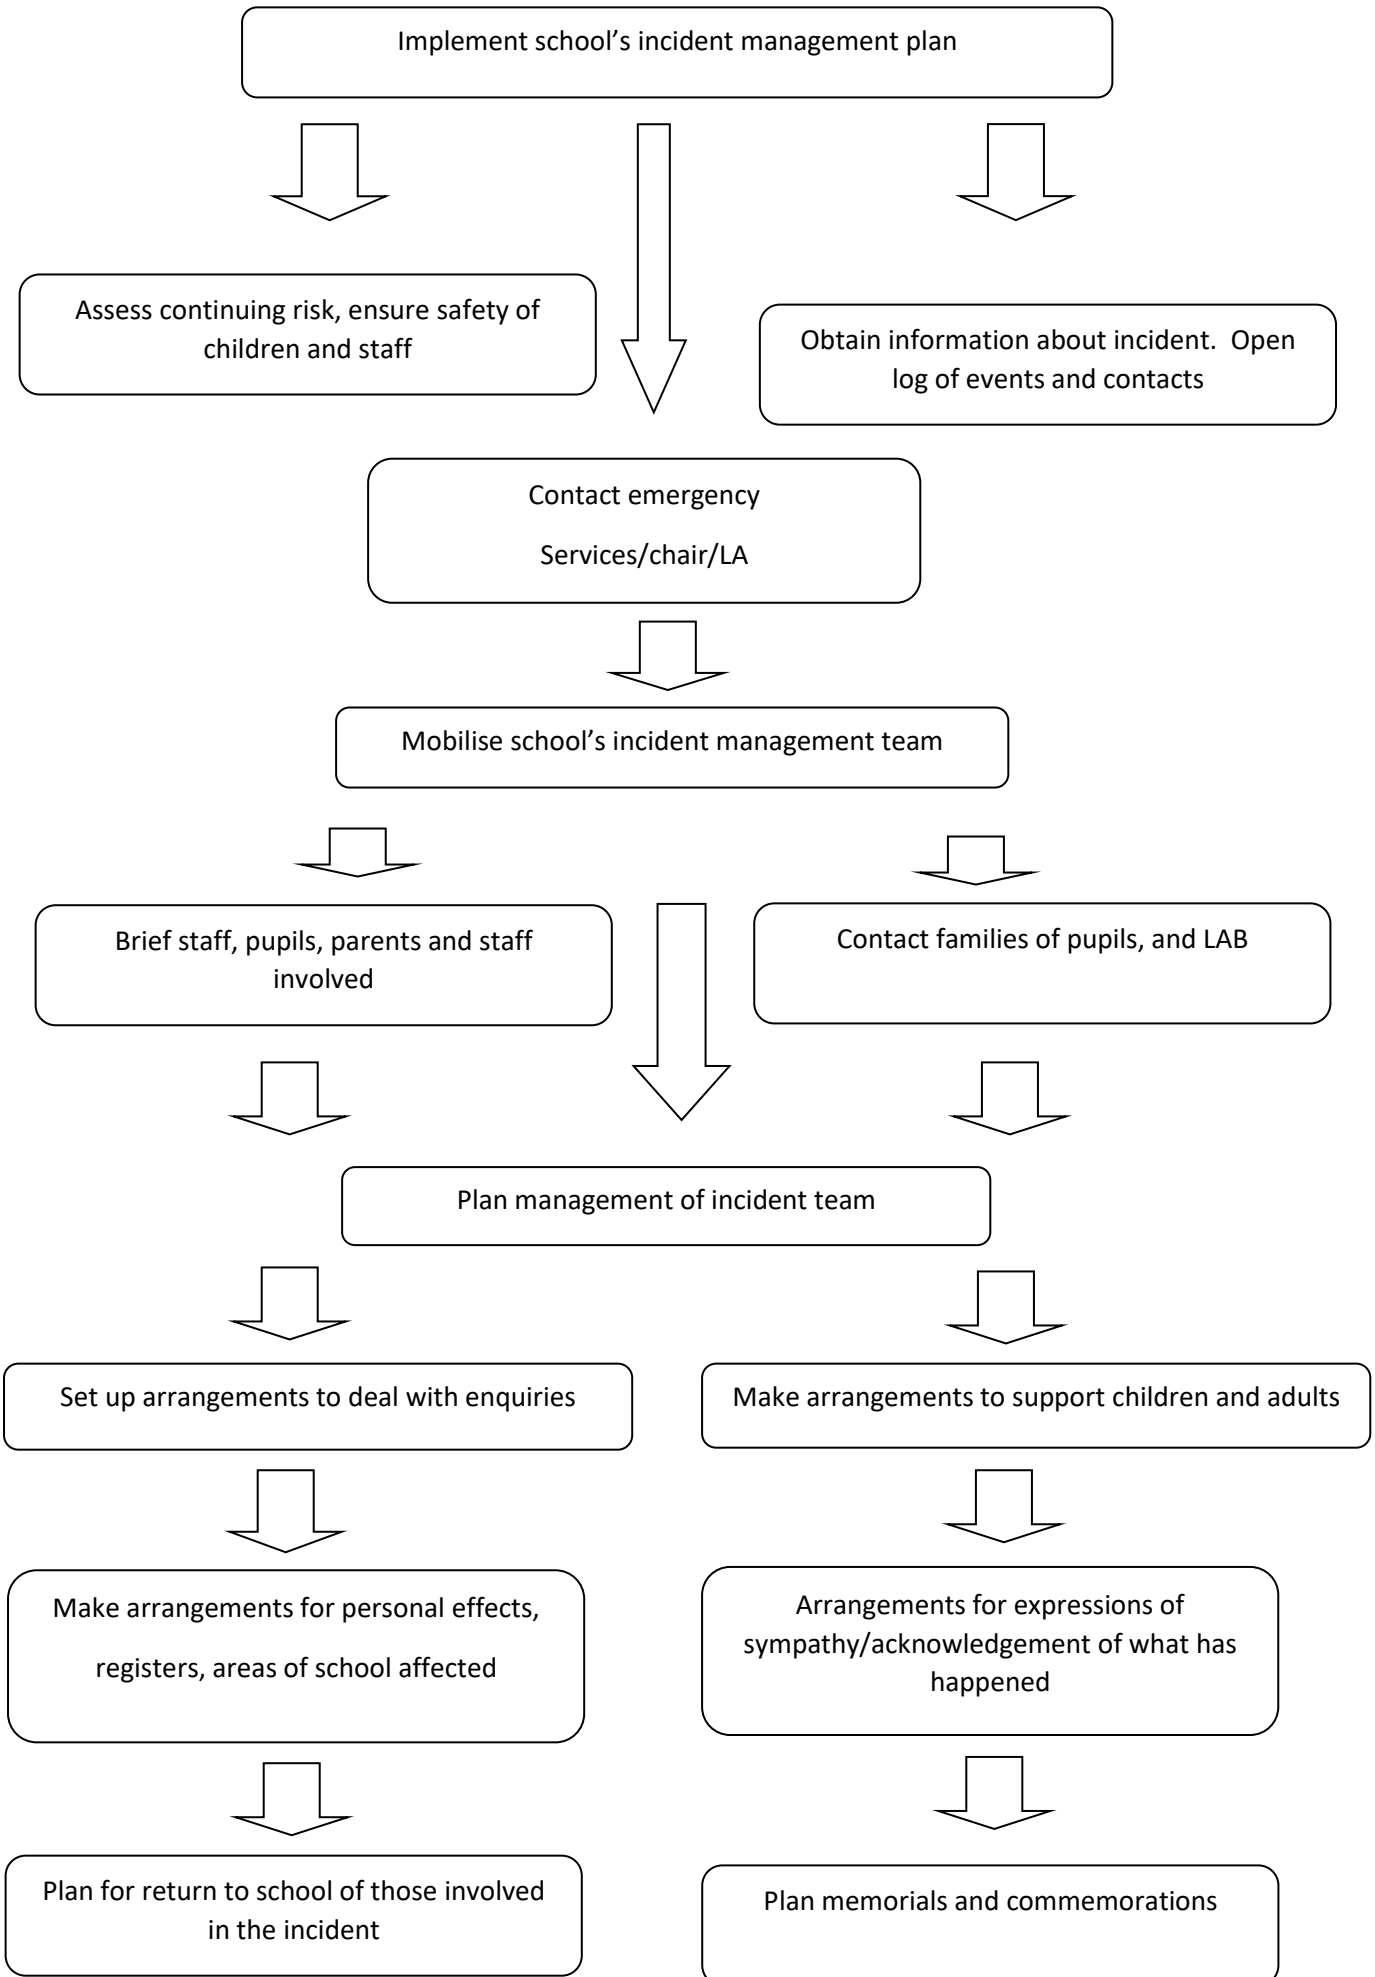 Implement school’s incident management plan
Assess continuing risk, ensure safety of
children and staff
Obtain information about incident.  Open
log of events and contacts
Contact emergency
Services/chair/LA
Mobilise school’s incident management team
Brief staff, pupils, parents and staff
involved
Contact families of pupils, and LAB
Plan management of incident team
Set up arrangements to deal with enquiries
Make arrangements to support children and adults
Make arrangements for personal effects,
registers, areas of school affected
Arrangements for expressions of
sympathy/acknowledgement of what has
happened
Plan for return to school of those involved
in the incident
Plan memorials and commemorations